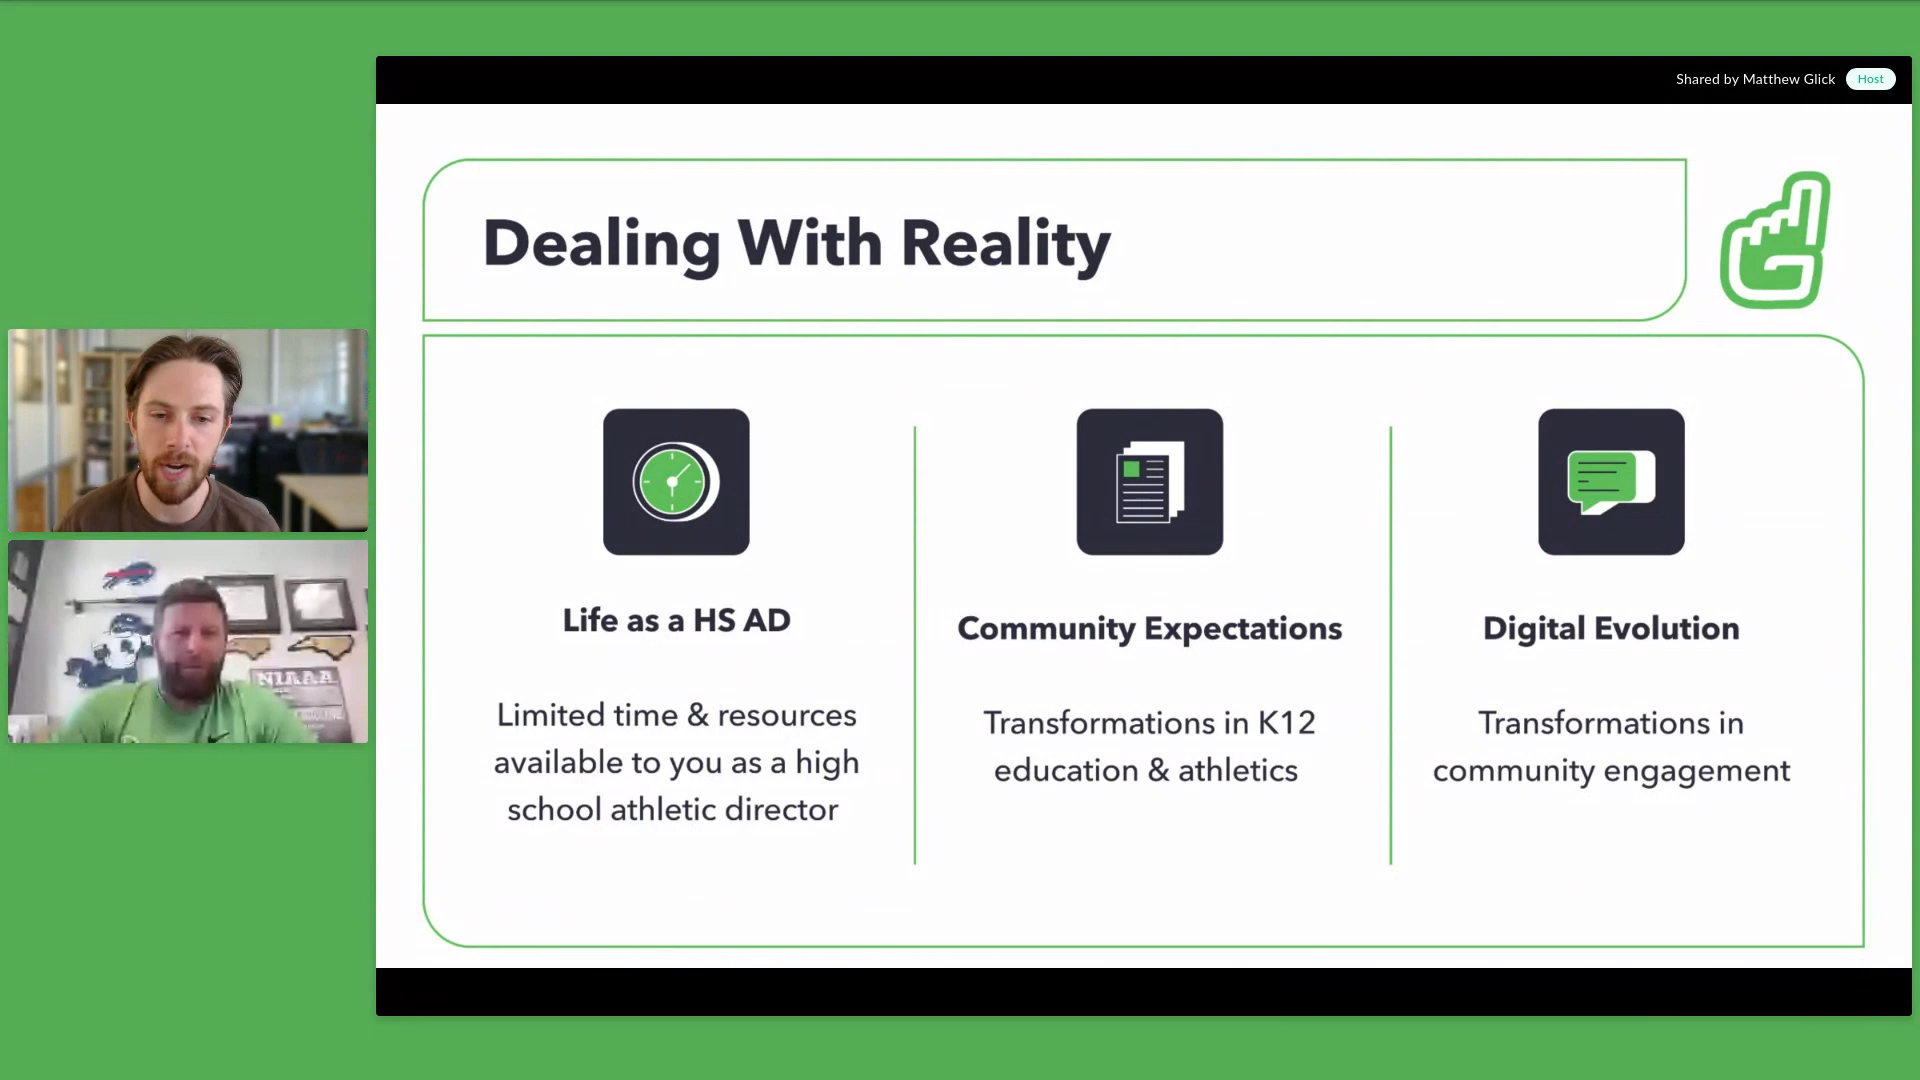 Shared by Matthew Glick
Host
Dealing With Reality
Life as a HS AD
Limited time & resources
available to you as a high
school athletic director
Community Expectations
Transformations in K12
education & athletics
Digital Evolution
Transformations in
community engagement
NIAAA